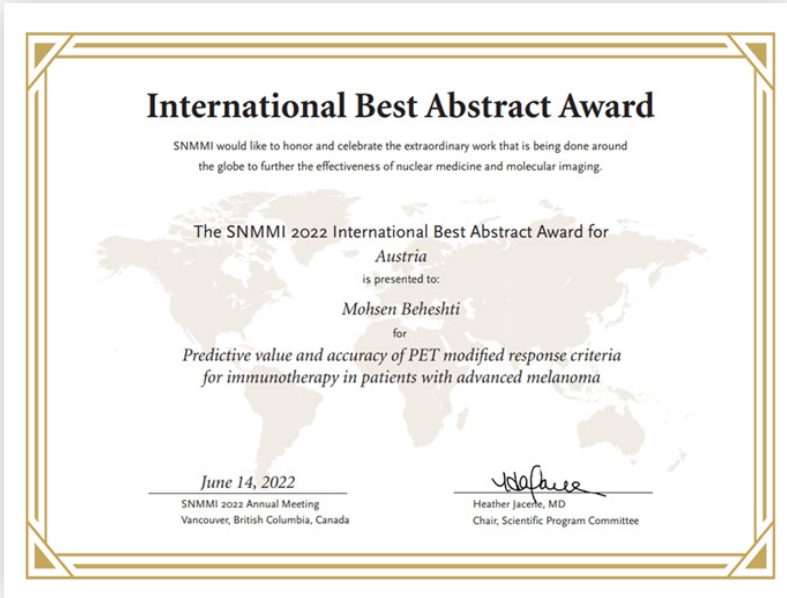 International Best Abstract Award
SNMMI would like to honor and celebrate the extraordinary work that is being done around
the globe to further the effectiveness of nuclear medicine and molecular imaging.
The SNMMI 2022 International Best Abstract Award for
Austria
is presented to:
Mohsen Beheshti
for
Predictive value and accuracy of PET modified response criteria
for immunotherapy in patients with advanced melanoma
June 14, 2022
SNMMI 2022 Annual Meeting
Vancouver, British Columbia, Canada
Heather Jacene, MD
Chair, Scientific Program Committee